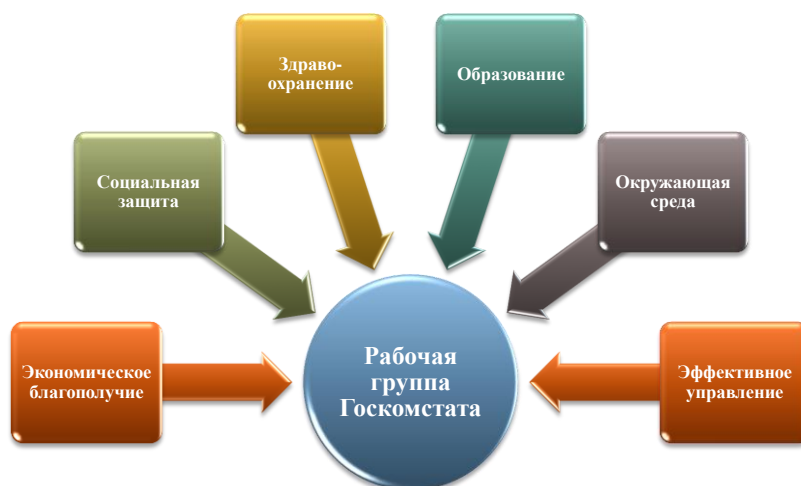 Здраво-
охранение
Образование
Социальная
защита
Окружающая
среда
Экономическое
благополучие
Рабочая
группа
Госкомстата
Эффективное
управление